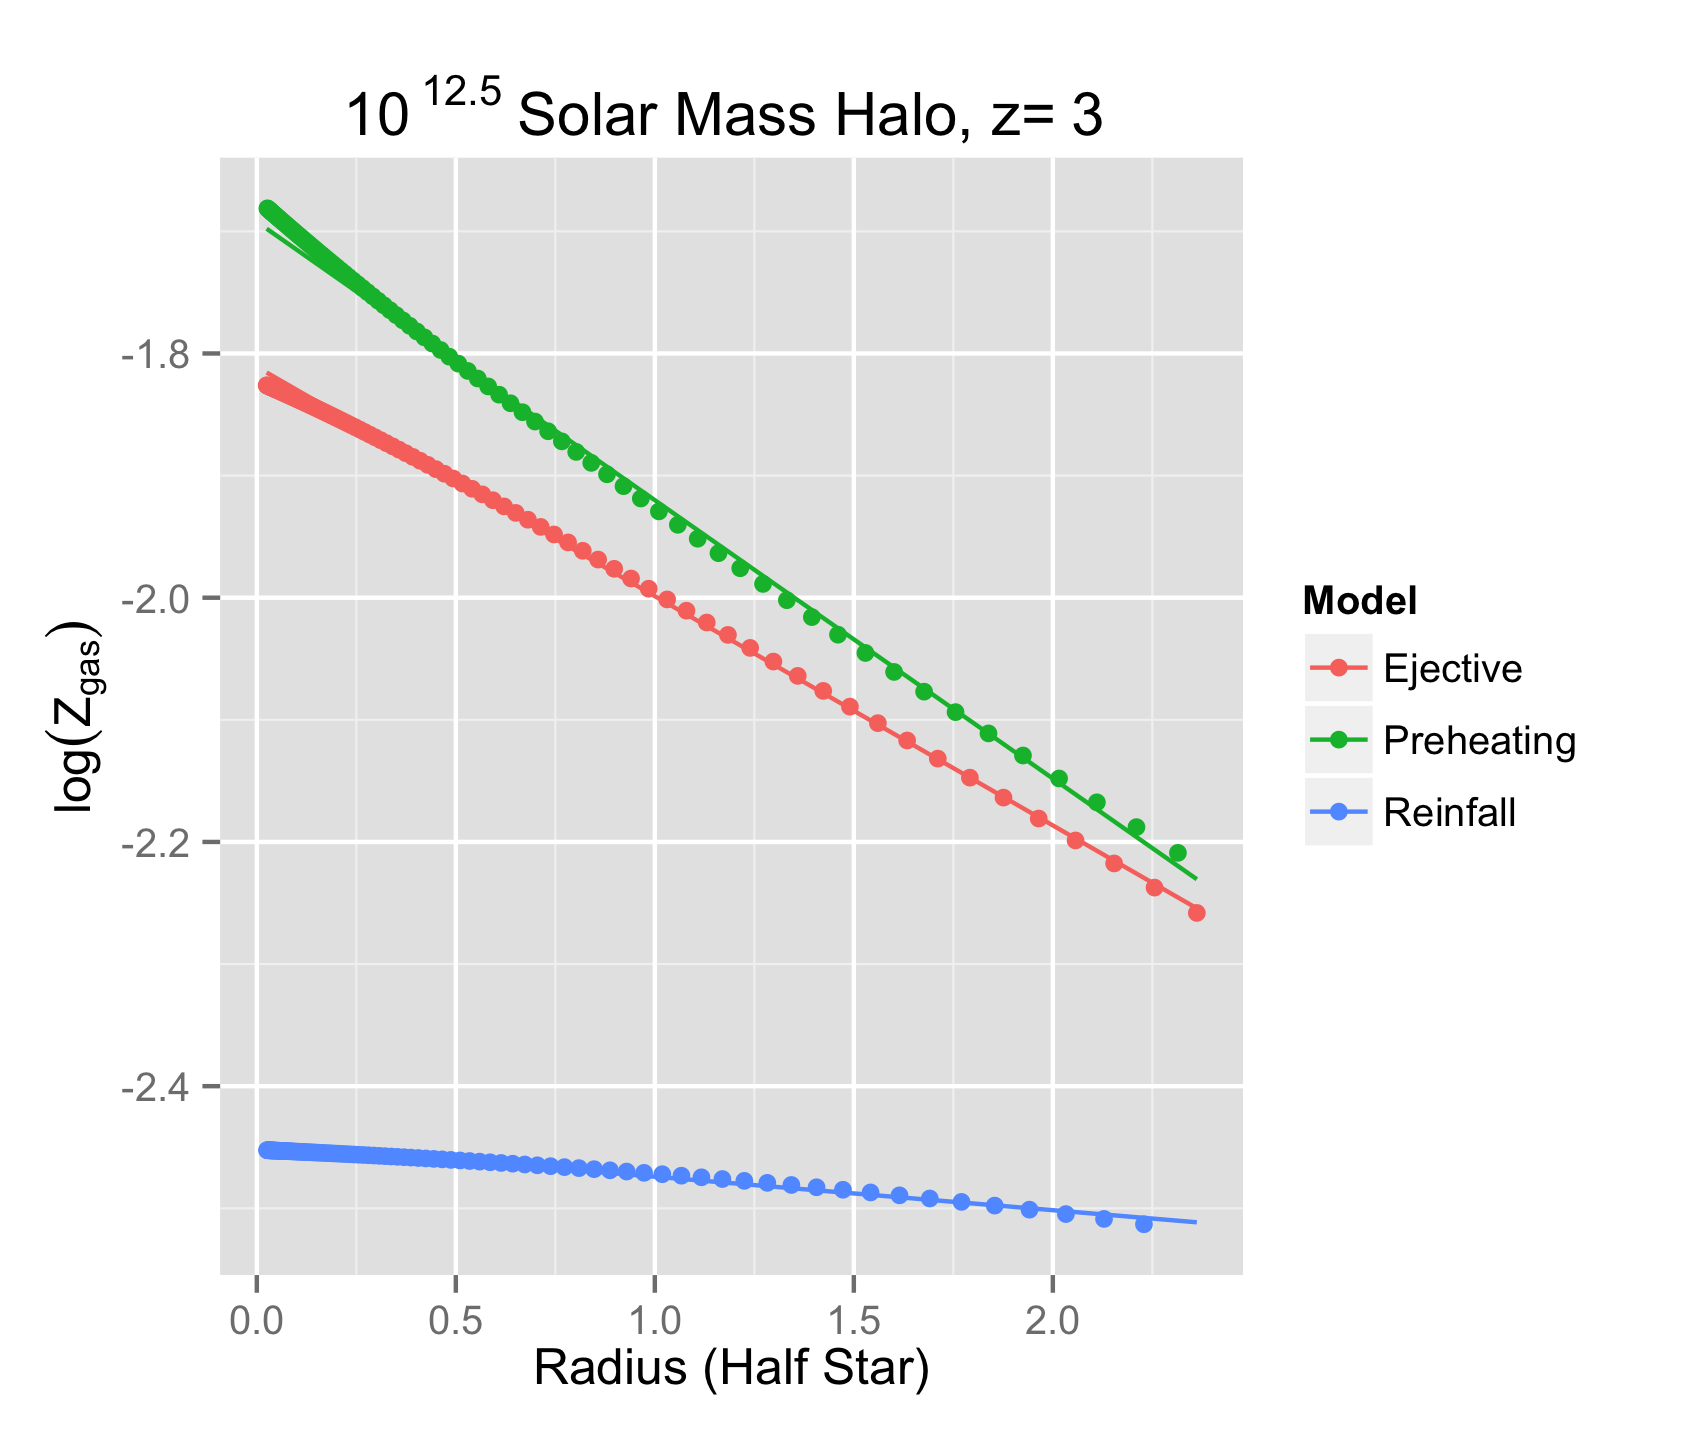 10 12.5 Solar Mass Halo, z= 3
log(Zgas)
-1.8
-2.0
-2.2
-2.4
0.0 0.5 1.0 1.5 2.0
Radius (Half Star)
Model
Ejective
Preheating
Reinfall